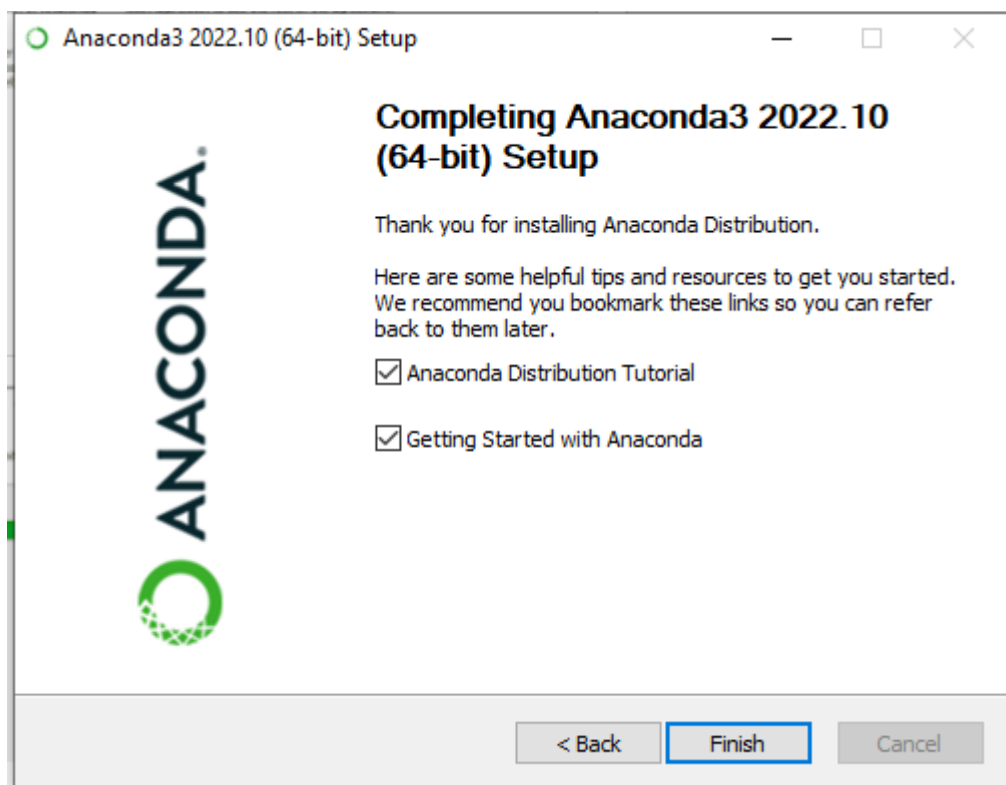 Anaconda3 2022.10 (64-bit) Setup
Completing Anaconda3 2022.10
(64-bit) Setup
Thank you for installing Anaconda Distribution.
Here are some helpful tips and resources to get you started.
We recommend you bookmark these links so you can refer
back to them later.
Anaconda Distribution Tutorial
Getting Started with Anaconda
ANACONDA.
< Back
Finish
Cancel